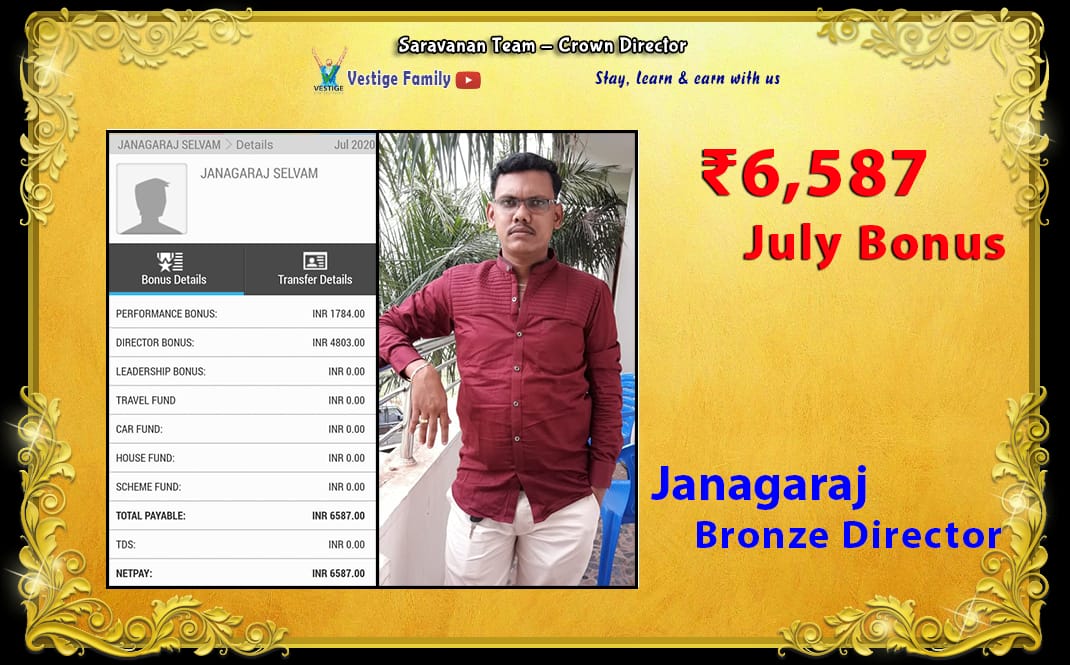 Saravanan Team – Crown Director
VESTIGE
Vestige Family
Stay, learn & earn with us
JANAGARAJ SELVAM > Details Jul 2020
JANAGARAJ SELVAM
Bonus Details Transfer Details
PERFORMANCE BONUS: INR 1784.00
DIRECTOR BONUS: INR 4803.00
LEADERSHIP BONUS: INR 0.00
TRAVEL FUND INR 0.00
CAR FUND: INR 0.00
HOUSE FUND: INR 0.00
SCHEME FUND: INR 0.00
TOTAL PAYABLE: INR 6587.00
TDS: INR 0.00
NETPAY: INR 6587.00
₹6,587
July Bonus
Janagaraj
Bronze Director